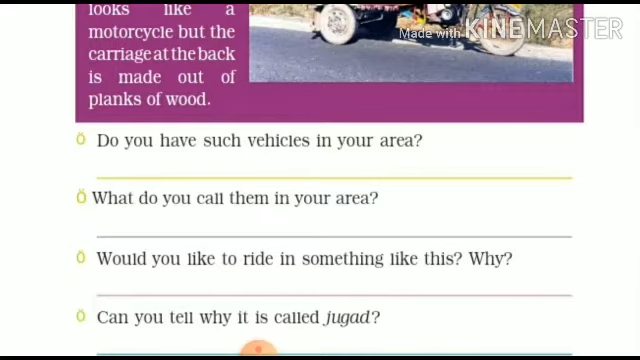 looks like a
motorcycle but the
carriage at the back
is made out of
planks of wood.
Made with KINEMASTER
Ö Do you have such vehicles in your area?
Ö What do you call them in your area?
Ö Would you like to ride in something like this? Why?
Ö Can you tell why it is called jugad?